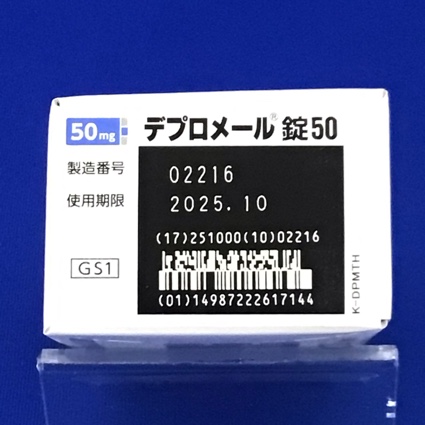 50mg デプロメール®錠50
製造番号 02216
使用期限 2025.10
(17)251000(10)02216
GS1
(01)14987222617144
K-DPMTH